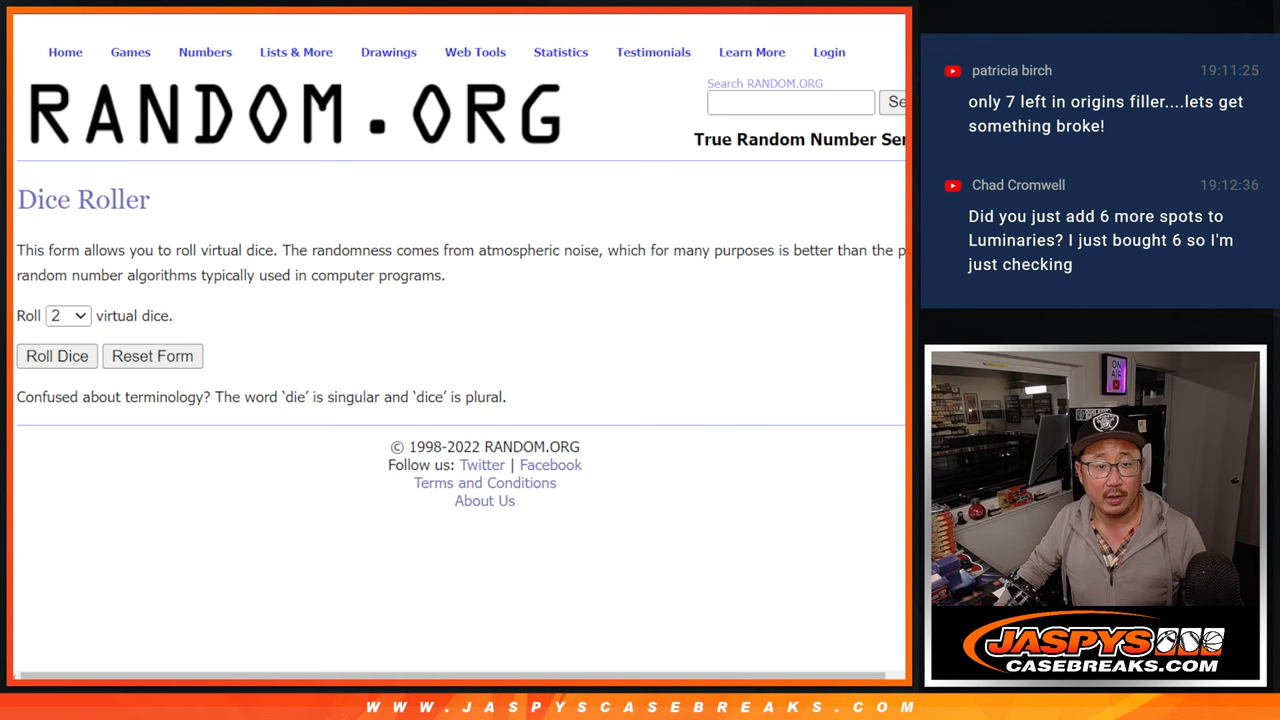 Home Games Numbers Lists & More Drawings Web Tools Statistics Testimonials Learn More Login
RANDOM.ORG
Search RANDOM.ORG
Se
True Random Number Ser
Dice Roller
This form allows you to roll virtual dice. The randomness comes from atmospheric noise, which for many purposes is better than the p
random number algorithms typically used in computer programs.
Roll 2 virtual dice.
Roll Dice Reset Form
Confused about terminology? The word ‘die’ is singular and ‘dice’ is plural.
© 1998-2022 RANDOM.ORG
Follow us: Twitter | Facebook
Terms and Conditions
About Us
patricia birch 19:11:25
only 7 left in origins filler....lets get
something broke!
Chad Cromwell 19:12:36
Did you just add 6 more spots to
Luminaries? I just bought 6 so I'm
just checking
ON
AIR
JASPYS
CASEBREAKS.COM
WWW.JASPYSCASEBREAKS.COM